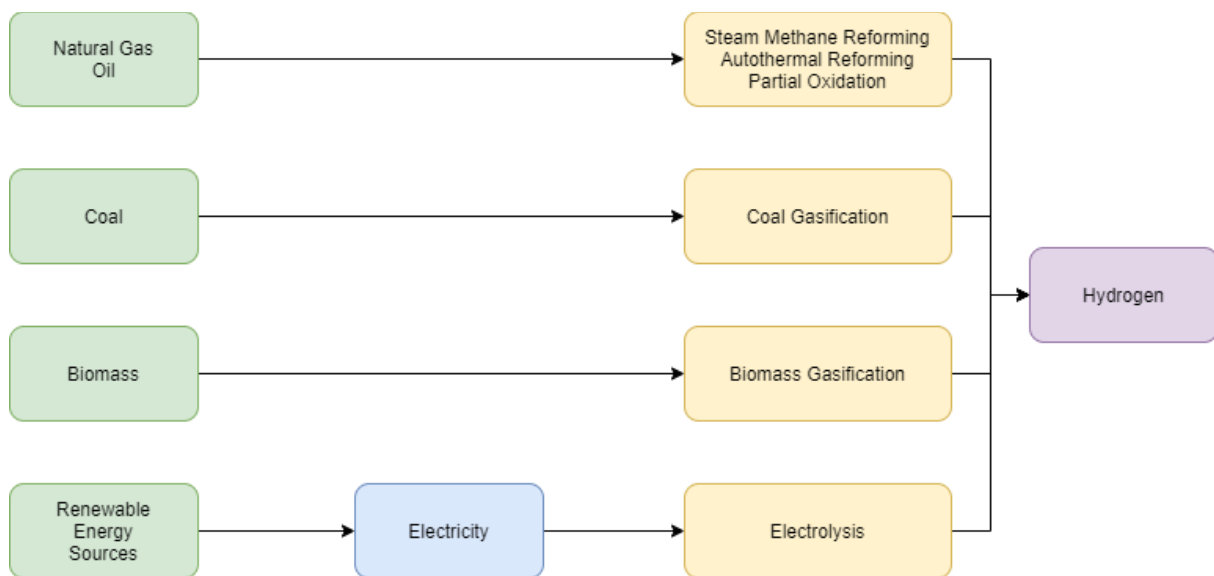 Natural Gas
Oil
Steam Methane Reforming
Autothermal Reforming
Partial Oxidation
Coal
Coal Gasification
Hydrogen
Biomass
Biomass Gasification
Renewable
Energy
Sources
Electricity
Electrolysis